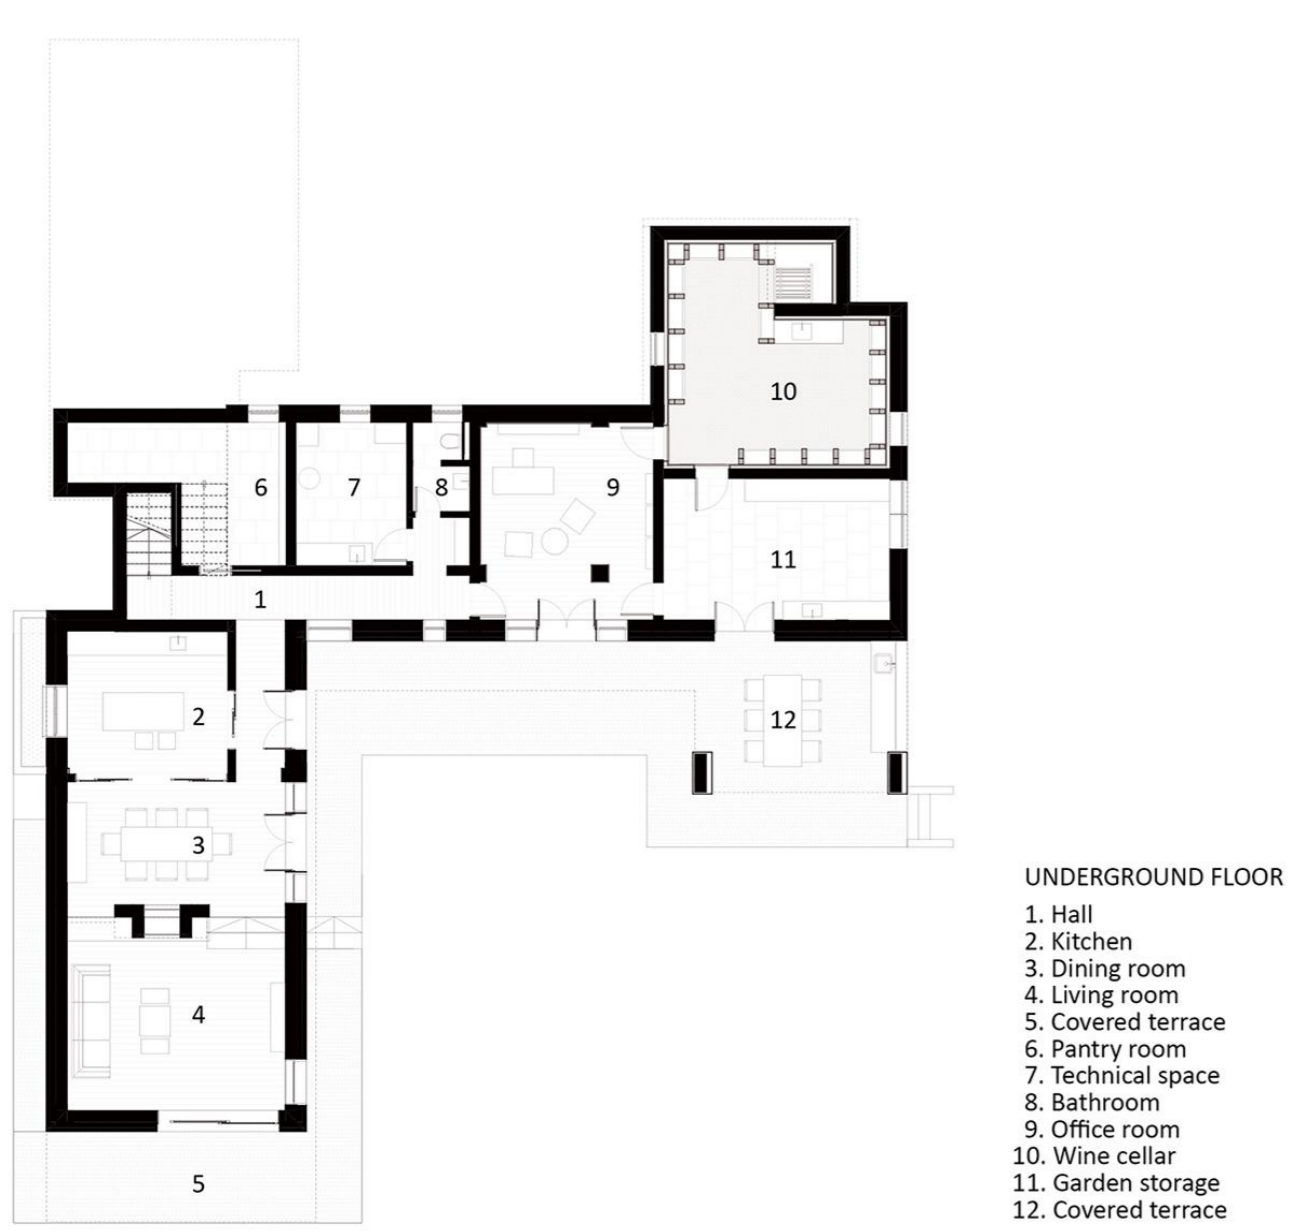 10
6
7
8
9
11
1
2
12
3
4
5
UNDERGROUND FLOOR
1. Hall
2. Kitchen
3. Dining room
4. Living room
5. Covered terrace
6. Pantry room
7. Technical space
8. Bathroom
9. Office room
10. Wine cellar
11. Garden storage
12. Covered terrace